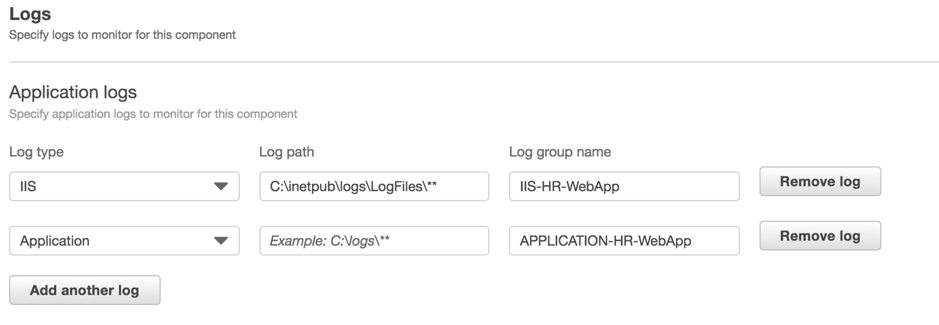 Logs
Specify logs to monitor for this component
Application logs
Specify application logs to monitor for this component
Log type Log path Log group name
IIS C:\inetpub\logs\LogFiles\** IIS-HR-WebApp Remove log
Application Example: C:\logs\** APPLICATION-HR-WebApp Remove log
Add another log